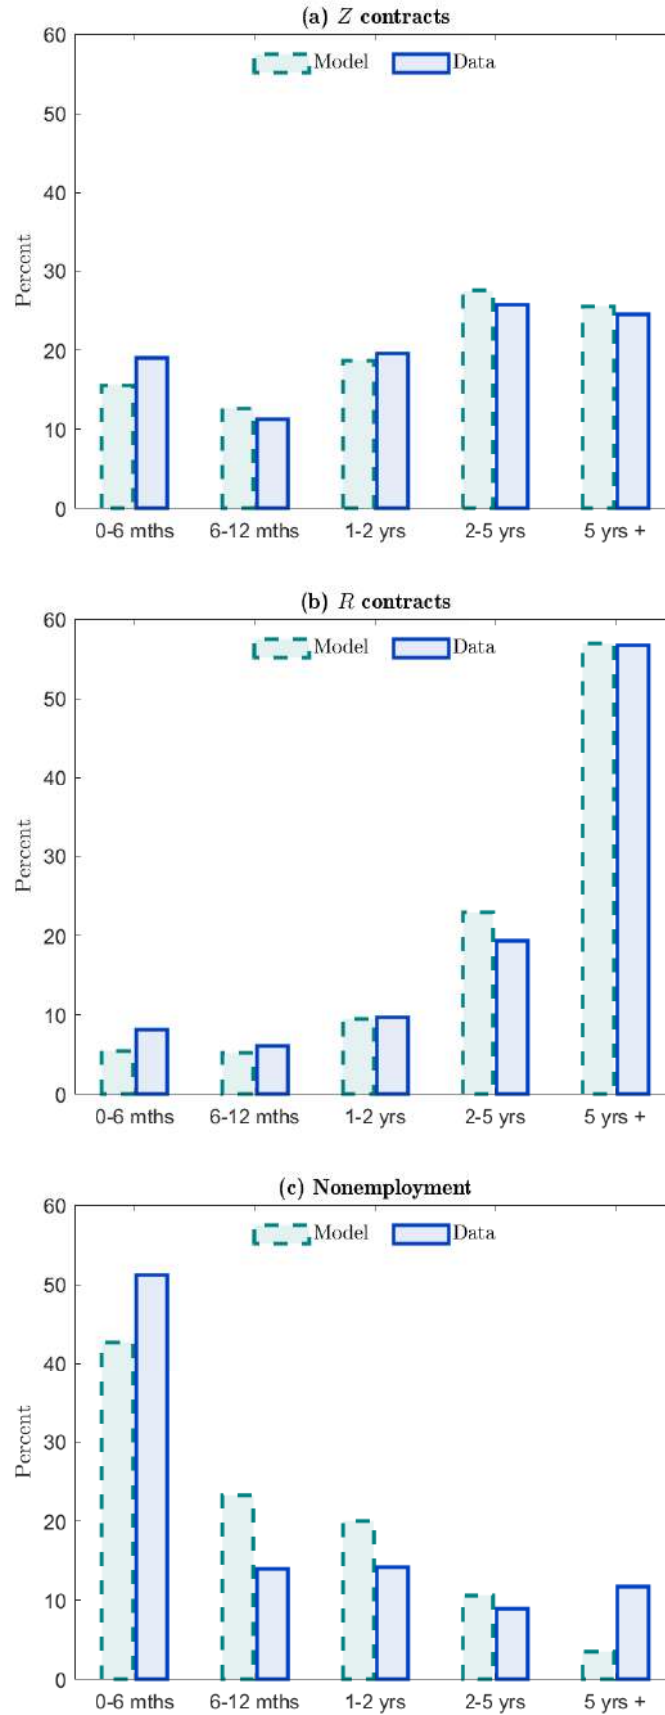 (a) Z contracts
Model Data
Percent
60
50
40
30
20
10
0
0-6 mths 6-12 mths 1-2 yrs 2-5 yrs 5 yrs +
(b) R contracts
Model Data
Percent
60
50
40
30
20
10
0
0-6 mths 6-12 mths 1-2 yrs 2-5 yrs 5 yrs +
(c) Nonemployment
Model Data
Percent
60
50
40
30
20
10
0
0-6 mths 6-12 mths 1-2 yrs 2-5 yrs 5 yrs +